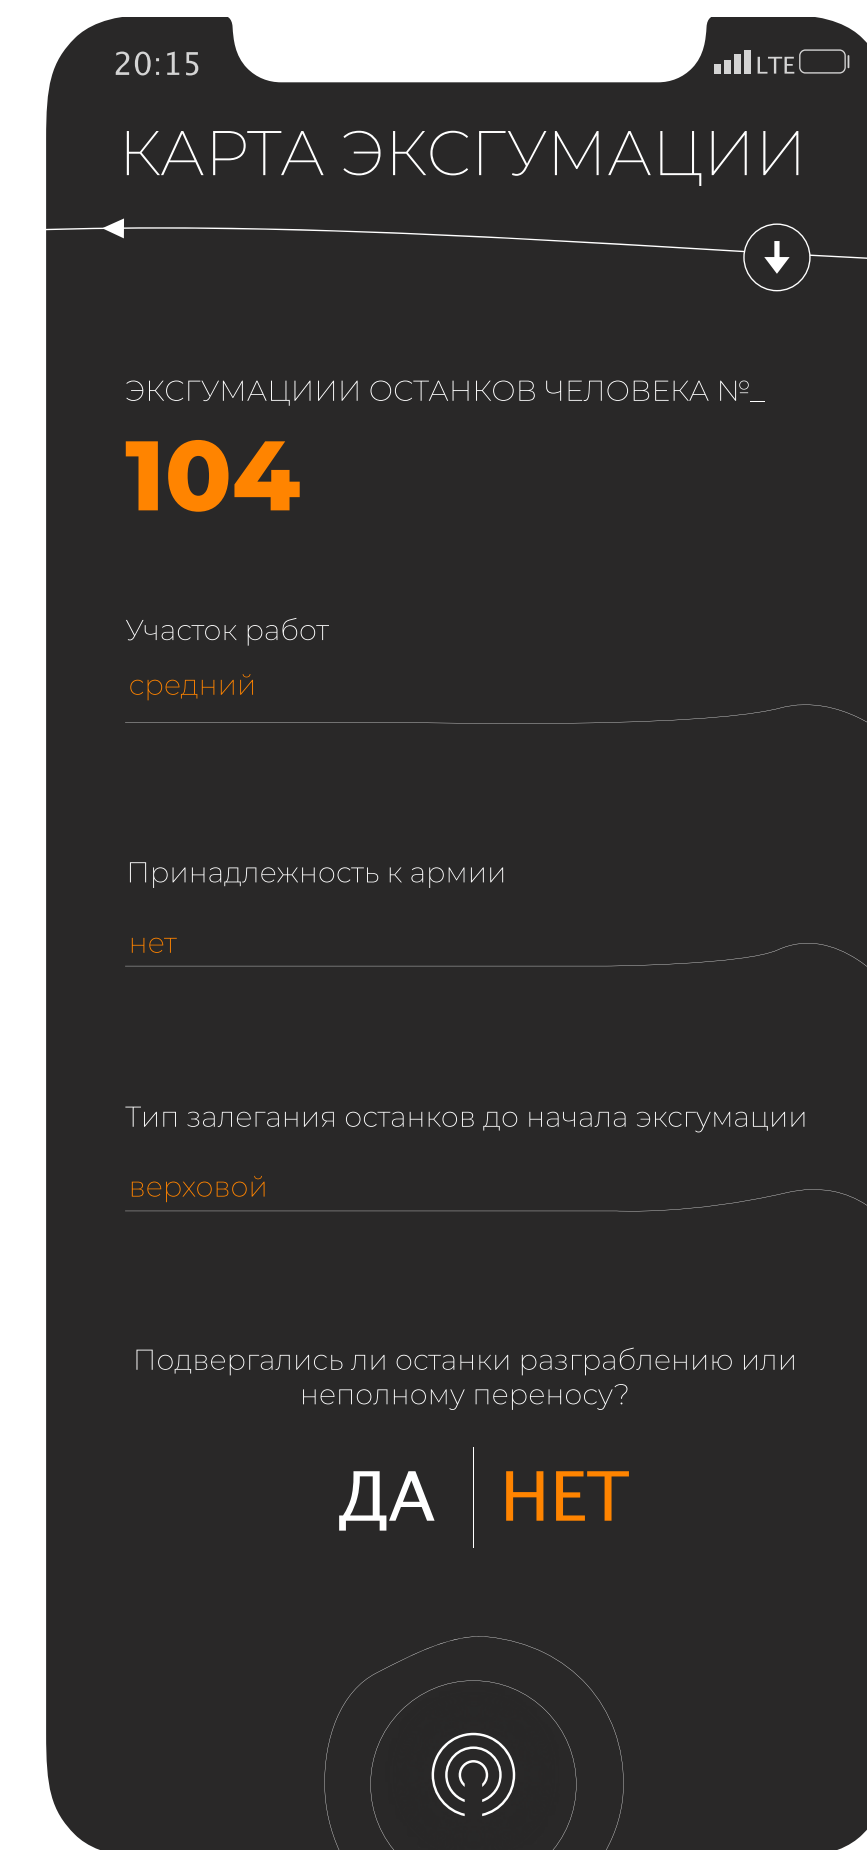 20:15
LTE
КАРТА ЭКСГУМАЦИИ
ЭКСГУМАЦИИИ ОСТАНКОВ ЧЕЛОВЕКА №_
104
Участок работ
средний
Принадлежность к армии
нет
Тип залегания останков до начала эксгумации
верховой
Подвергались ли останки разграблению или
неполному переносу?
ДА НЕТ